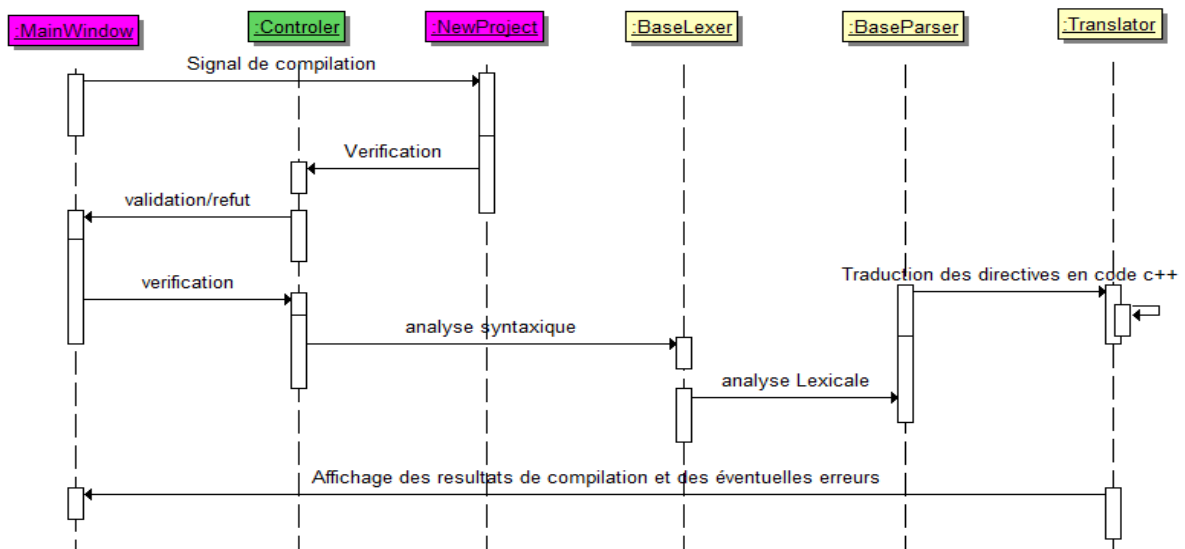 :MainWindow
:Controler
:NewProject
:BaseLexer
:BaseParser
:Translator
Signal de compilation
Verification
validation/refut
verification
Traduction des directives en code c++
analyse syntaxique
analyse Lexicale
Affichage des resultats de compilation et des éventuelles erreurs